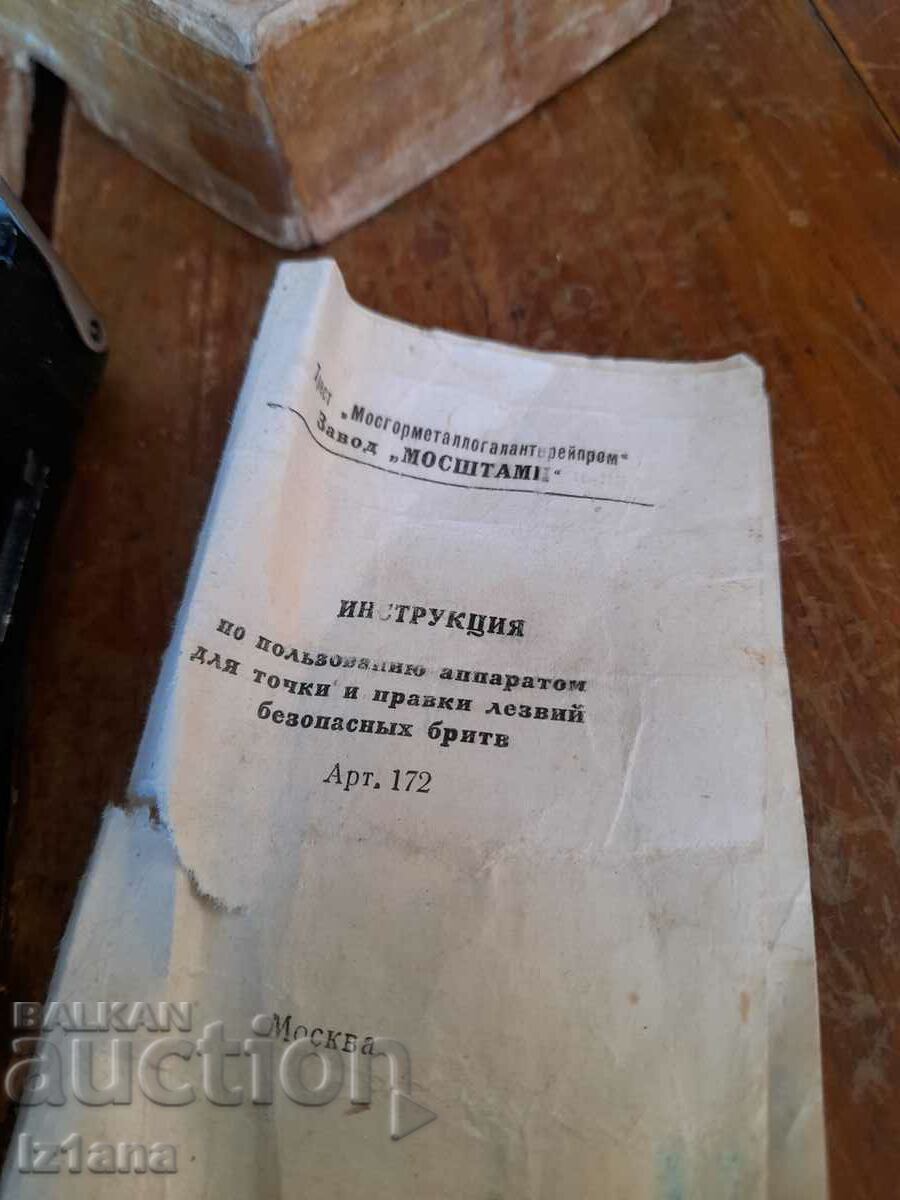 Трест „Мосгорметаллогалантерейпром“
Завод „МОСШТАМП“
ИНСТРУКЦИЯ
по пользованию аппаратом
для точки и правки лезвий
безопасных бритв
Арт. 172
Москва
BALKAN
auction
Iz1ana